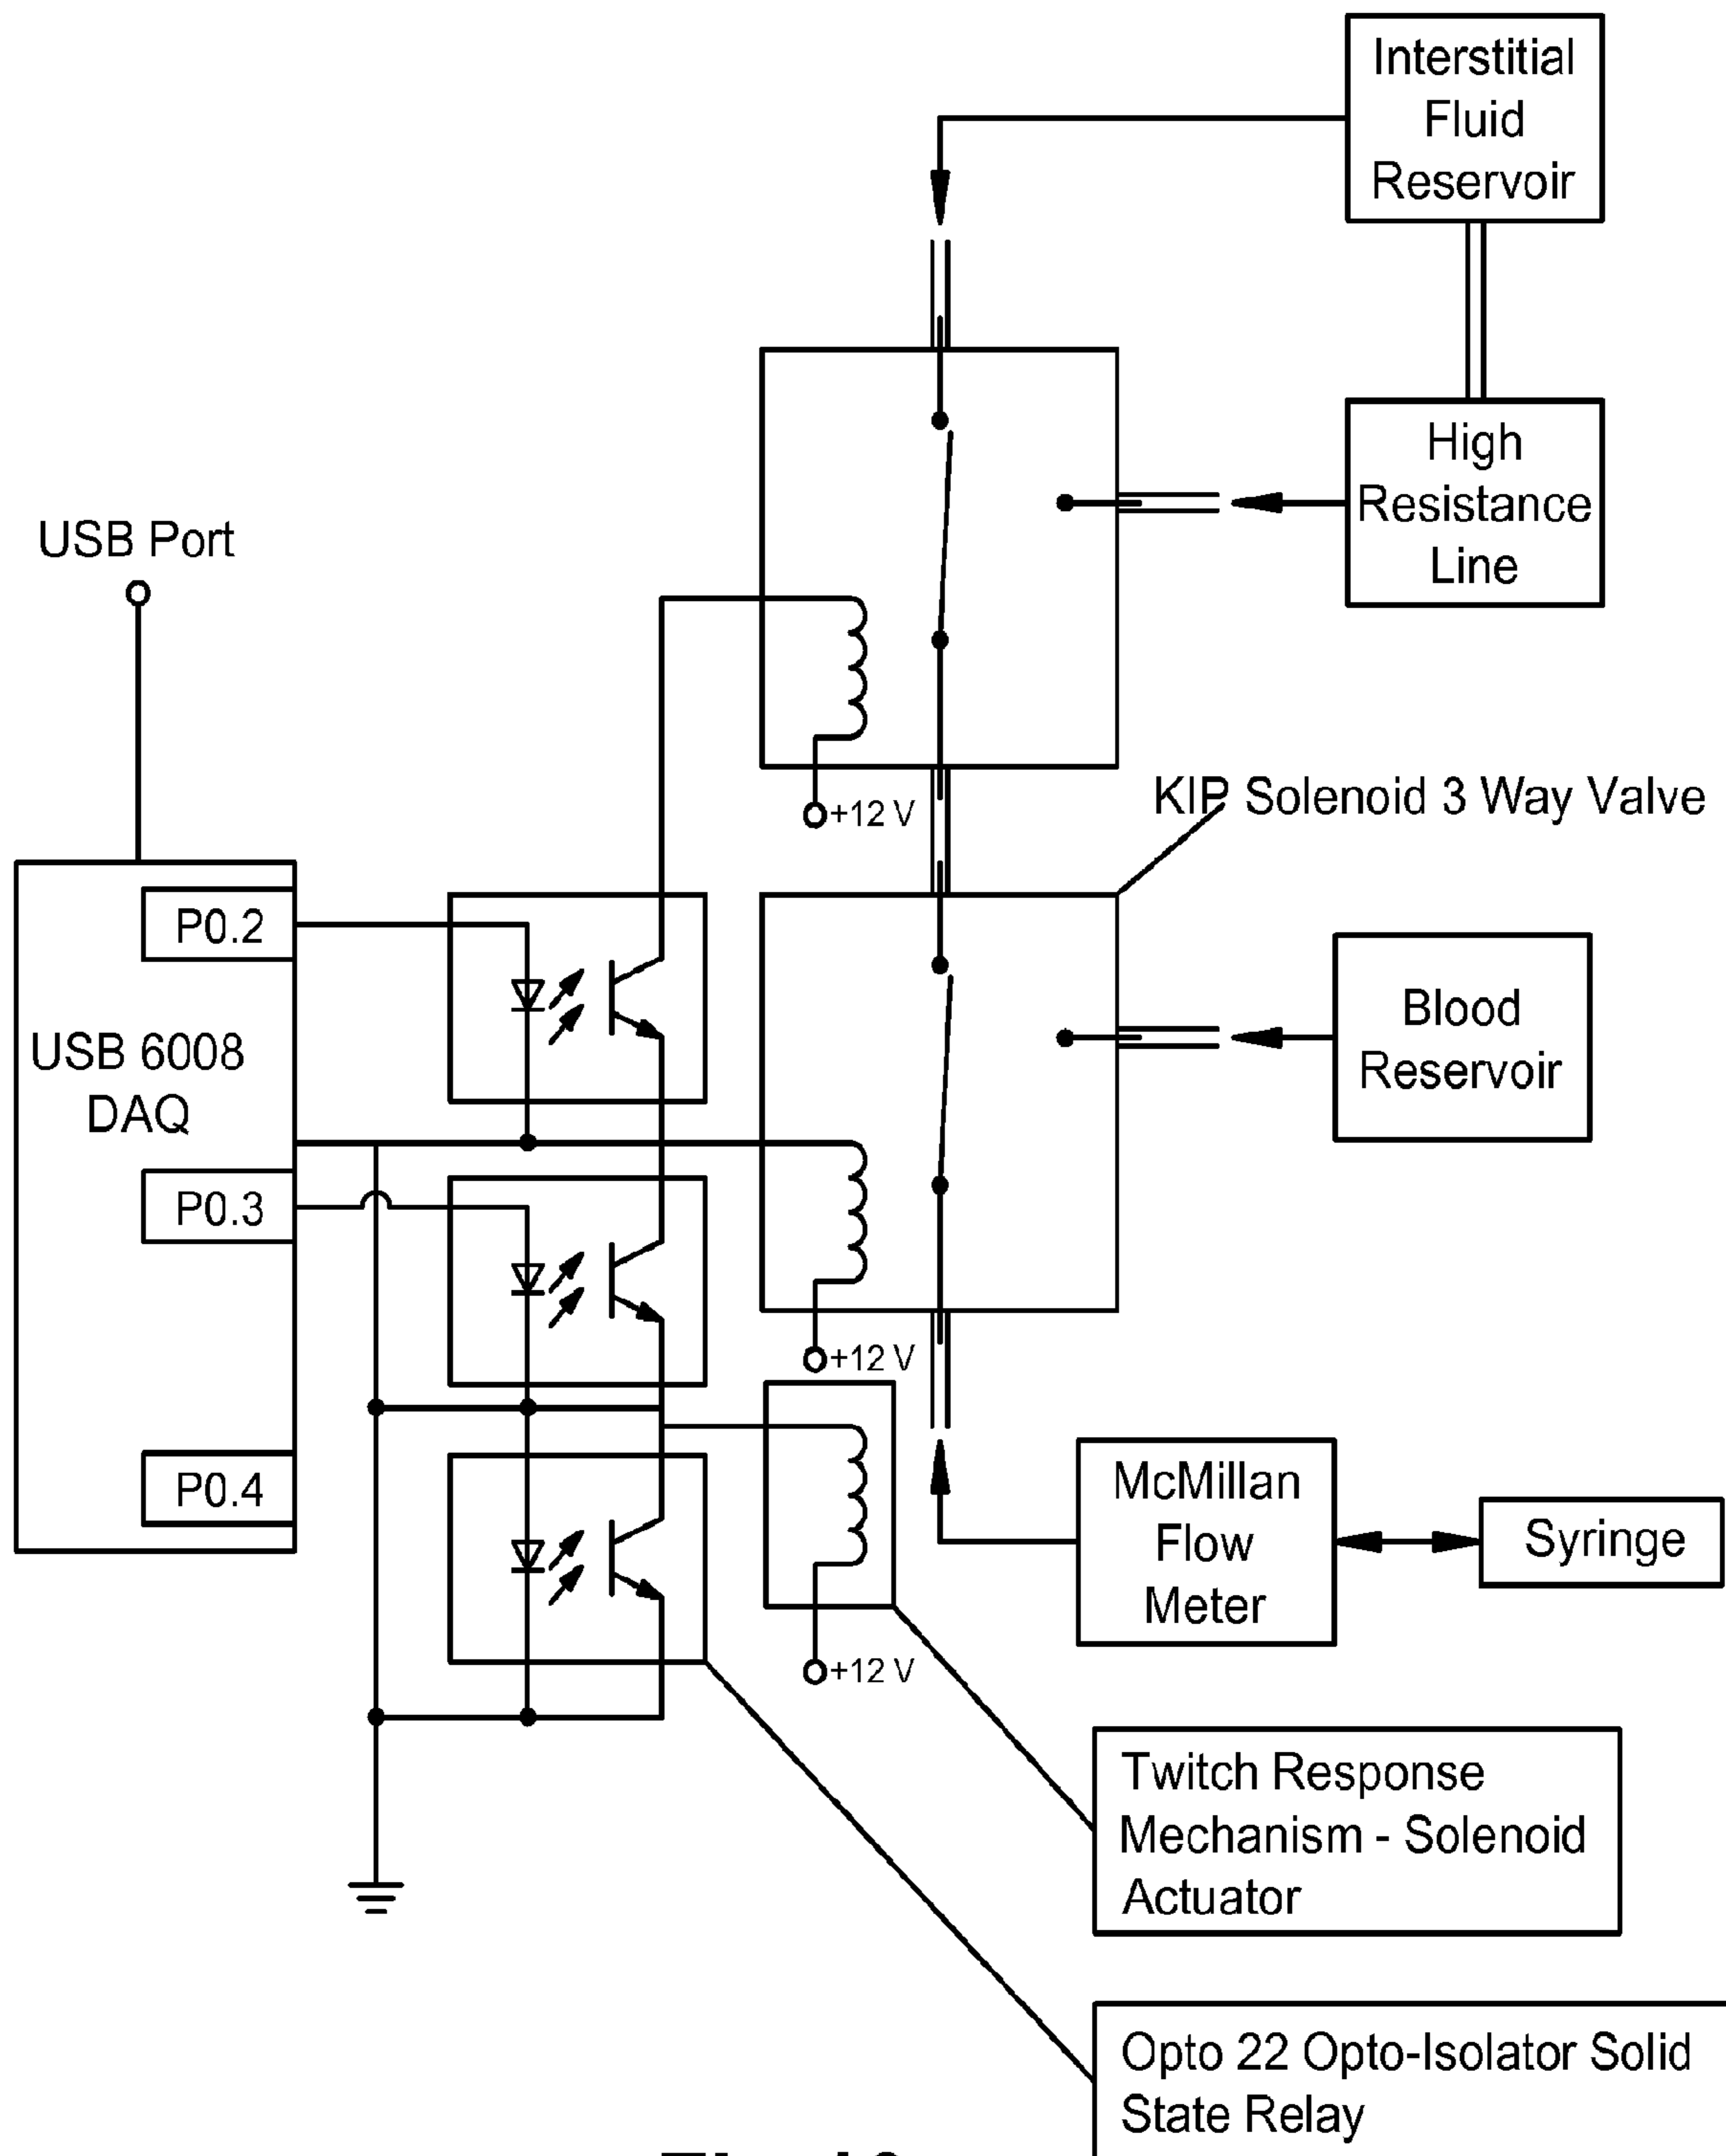 Interstitial
Fluid
Reservoir
High
Resistance
Line
USB Port
+12 V
KIP Solenoid 3 Way Valve
P0.2
USB 6008
DAQ
Blood
Reservoir
P0.3
+12 V
P0.4
McMillan
Flow
Meter
Syringe
+12 V
Twitch Response
Mechanism - Solenoid
Actuator
Opto 22 Opto-Isolator Solid
State Relay